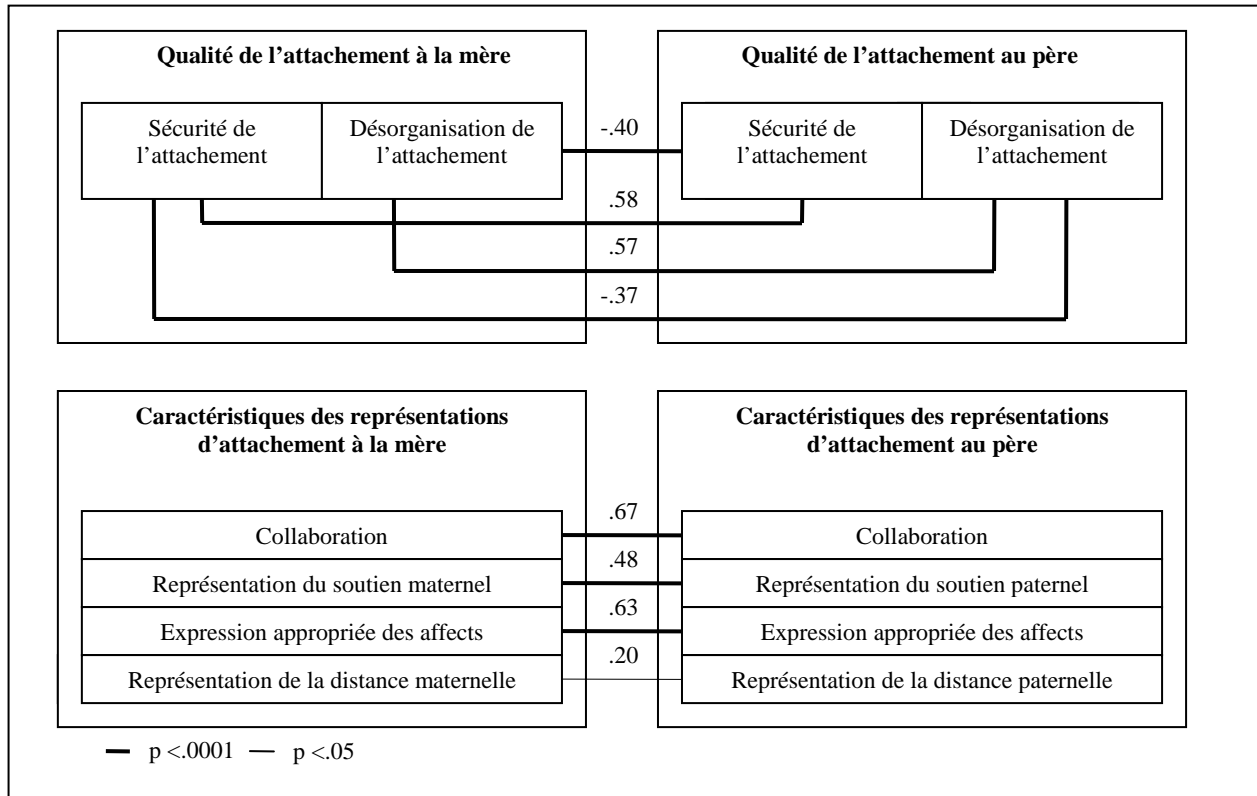 Qualité de l’attachement à la mère
Qualité de l’attachement au père
Sécurité de
l’attachement
Désorganisation de
l’attachement
-.40
Sécurité de
l’attachement
Désorganisation de
l’attachement
.58
.57
-.37
Caractéristiques des représentations
d’attachement à la mère
Caractéristiques des représentations
d’attachement au père
.67
Collaboration
Collaboration
.48
Représentation du soutien maternel
Représentation du soutien paternel
.63
Expression appropriée des affects
Expression appropriée des affects
.20
Représentation de la distance maternelle
Représentation de la distance paternelle
p <.0001 p <.05